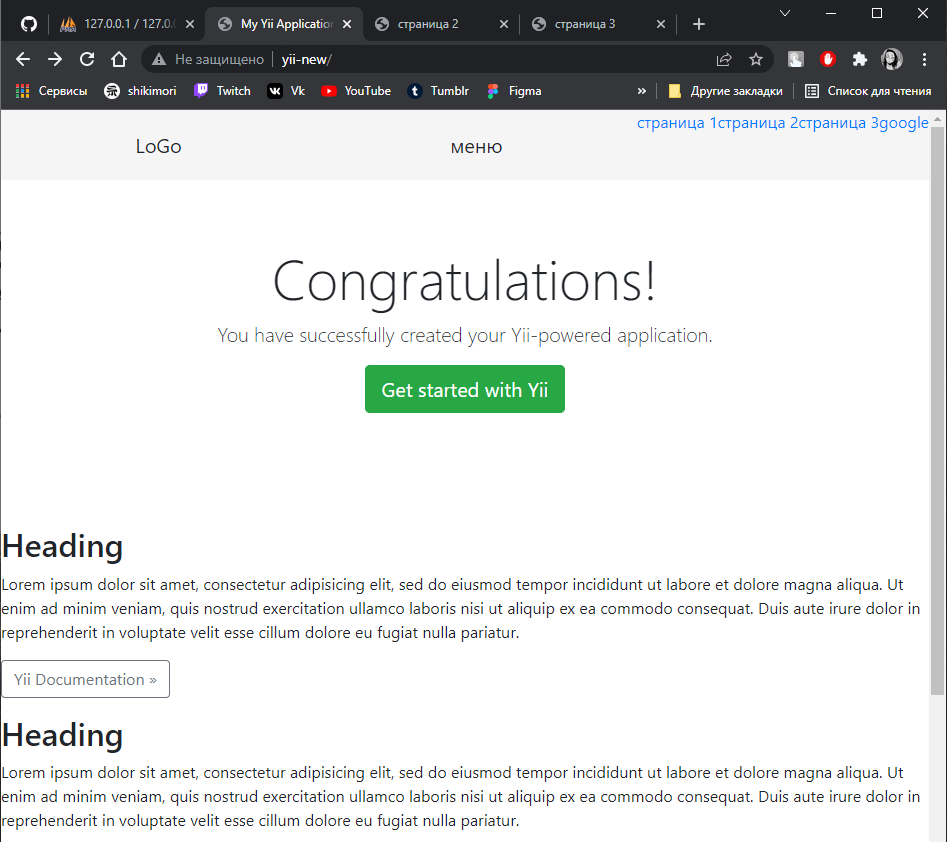 127.0.0.1 / 127.0.0
My Yii Application
страница 2
страница 3
Не защищено
yii-new/
Сервисы
shikimori
Twitch
Vk
YouTube
Tumblr
Figma
»
Другие закладки
Список для чтения
страница 1страница 2страница 3google
LoGo
меню
Congratulations!
You have successfully created your Yii-powered application.
Get started with Yii
Heading
Lorem ipsum dolor sit amet, consectetur adipisicing elit, sed do eiusmod tempor incididunt ut labore et dolore magna aliqua. Ut
enim ad minim veniam, quis nostrud exercitation ullamco laboris nisi ut aliquip ex ea commodo consequat. Duis aute irure dolor in
reprehenderit in voluptate velit esse cillum dolore eu fugiat nulla pariatur.
Yii Documentation »
Heading
Lorem ipsum dolor sit amet, consectetur adipisicing elit, sed do eiusmod tempor incididunt ut labore et dolore magna aliqua. Ut
enim ad minim veniam, quis nostrud exercitation ullamco laboris nisi ut aliquip ex ea commodo consequat. Duis aute irure dolor in
reprehenderit in voluptate velit esse cillum dolore eu fugiat nulla pariatur.